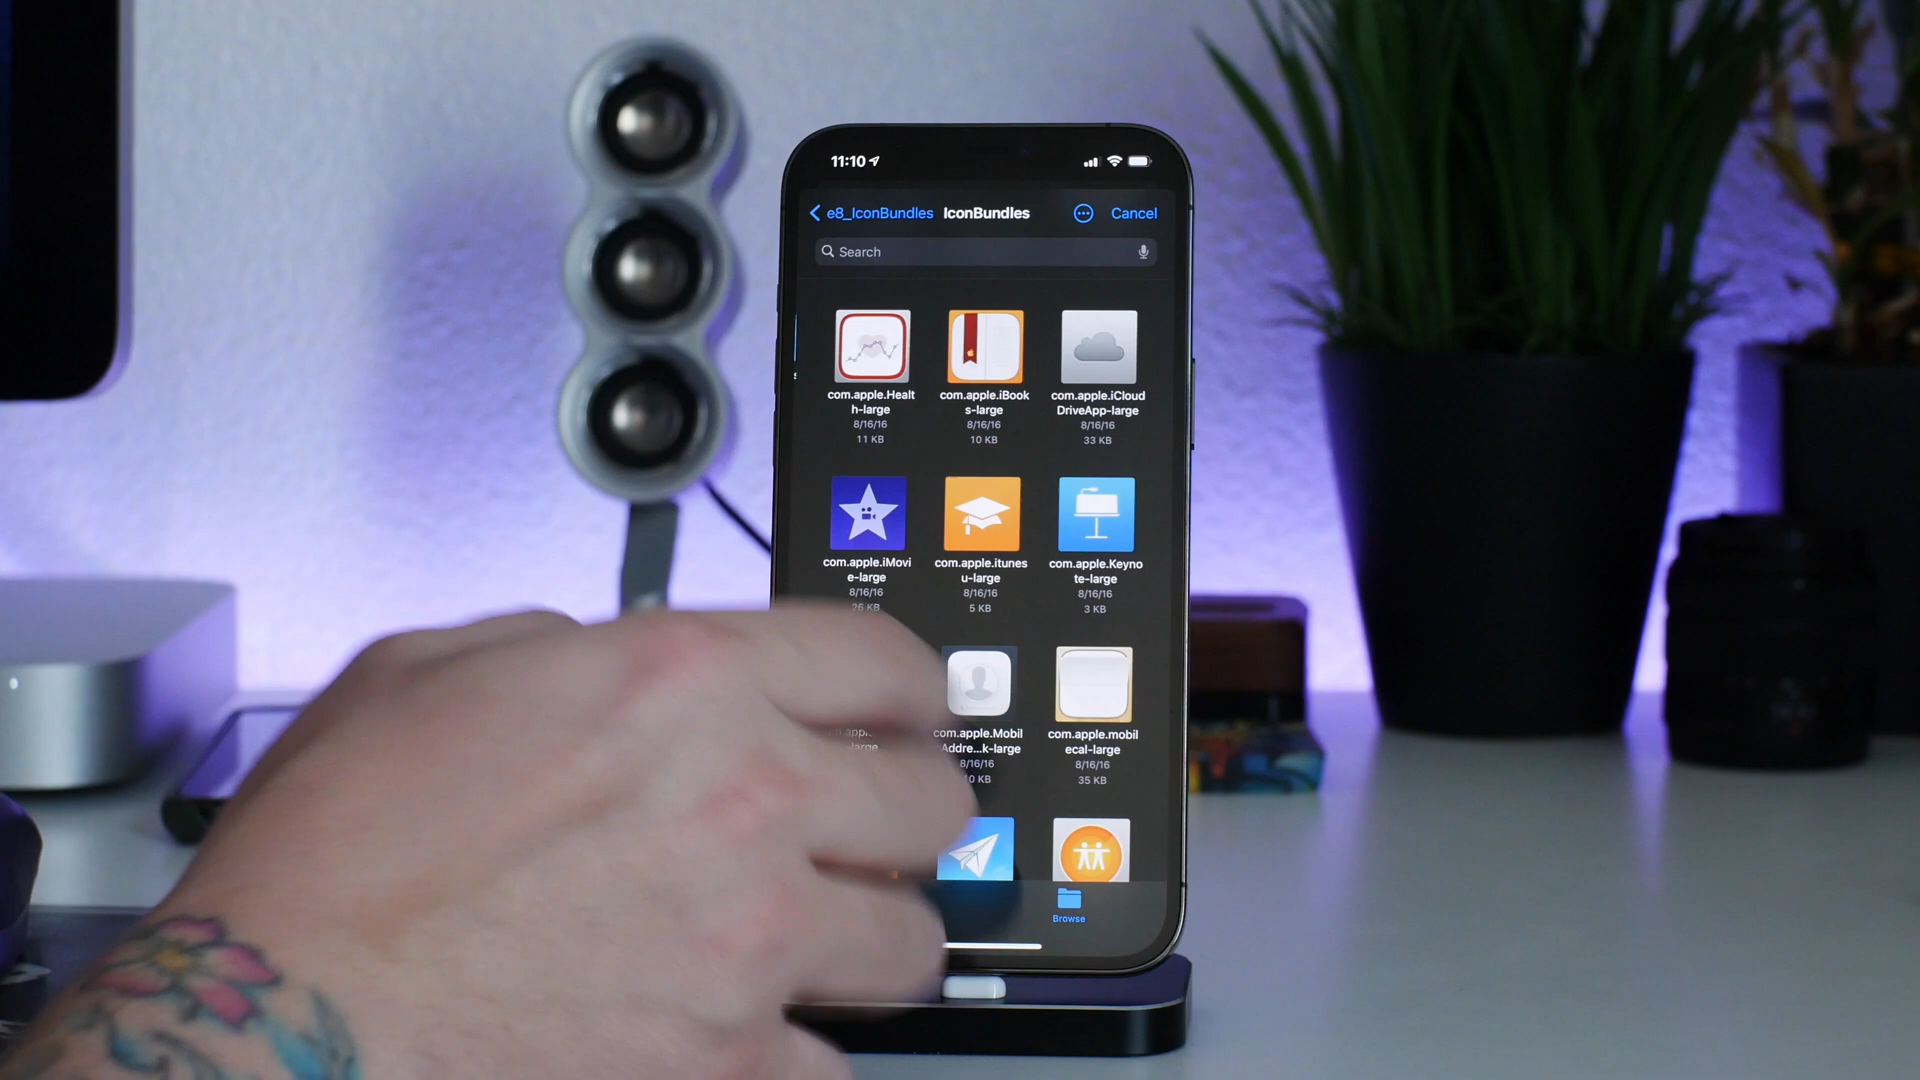 11:10
e8_IconBundles IconBundles Cancel
Search
com.apple.Healt
h-large
8/16/16
11 KB
com.apple.iBook
s-large
8/16/16
10 KB
com.apple.iCloud
DriveApp-large
8/16/16
33 KB
com.apple.iMovi
e-large
8/16/16
26 KB
com.apple.itunes
u-large
8/16/16
5 KB
com.apple.Keyno
te-large
8/16/16
3 KB
-large
com.apple.Mobil
Addre...k-large
8/16/16
com.apple.mobil
ecal-large
8/16/16
35 KB
Browse